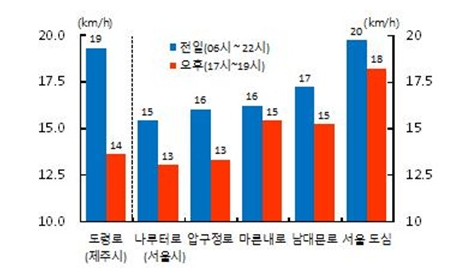 (km/h)
(km/h)
20.0
17.5
15.0
12.5
10.0
20
17.5
15
12.5
10
전일(06시~22시)
오후(17시~19시)
19
14
15
13
16
13
16
15
17
15
20
18
도령로
(제주시)
나루터로
(서울시)
압구정로
마른내로
남대문로
서울 도심